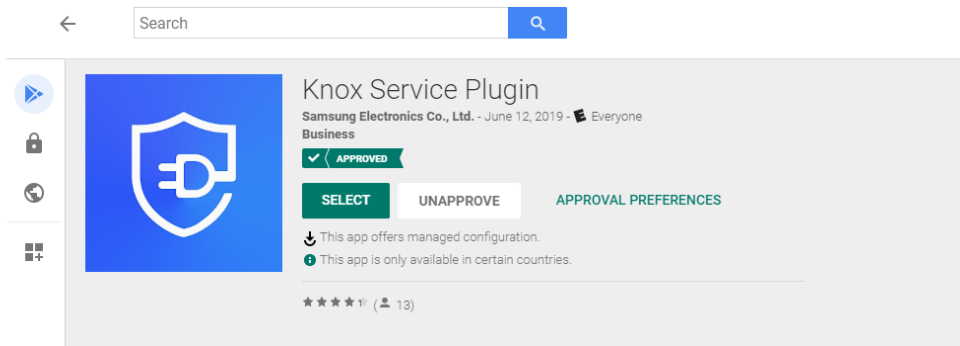 Search
Knox Service Plugin
Samsung Electronics Co., Ltd. - June 12, 2019 - E Everyone
Business
APPROVED
SELECT UNAPPROVE APPROVAL PREFERENCES
This app offers managed configuration.
This app is only available in certain countries.
( 13)